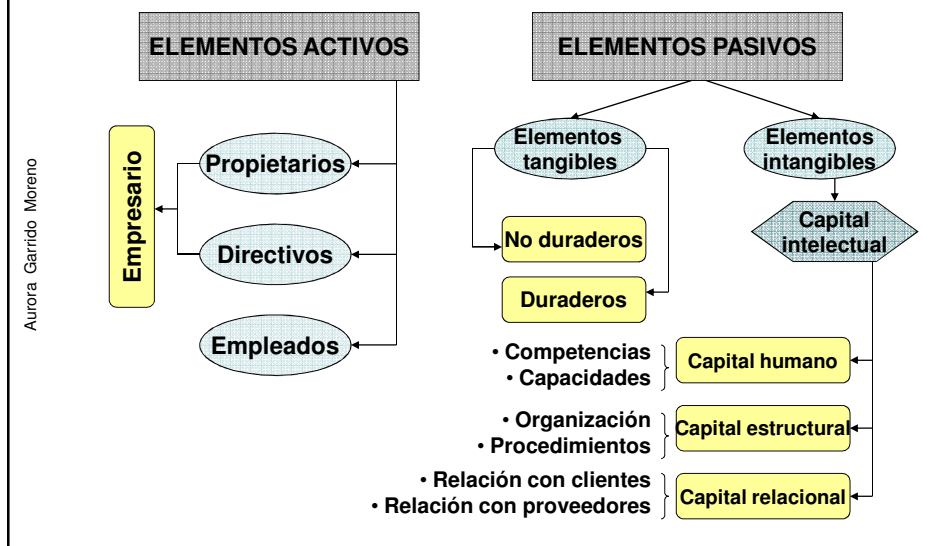 Aurora Garrido Moreno
ELEMENTOS ACTIVOS
Empresario
Propietarios
Directivos
Empleados
ELEMENTOS PASIVOS
Elementos
tangibles
No duraderos
Duraderos
Elementos
intangibles
Capital
intelectual
• Competencias
• Capacidades
Capital humano
• Organización
• Procedimientos
Capital estructural
• Relación con clientes
• Relación con proveedores
Capital relacional